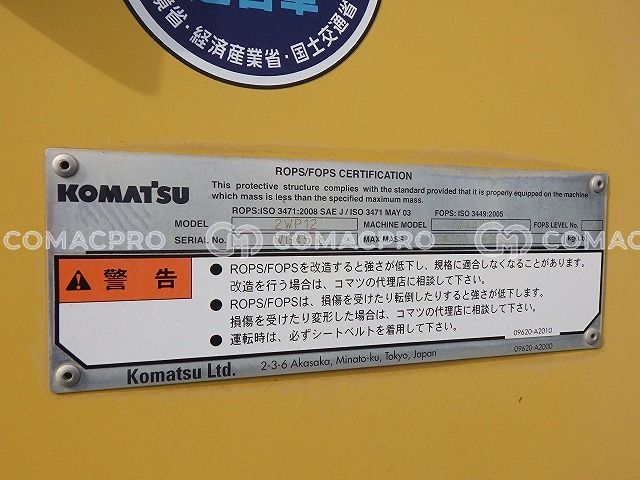 境省・経済産業省・国土交通省
ROPS/FOPS CERTIFICATION
KOMATSU
This protective structure complies with the standard provided that it is properly equipped on the machine
which mass is less than the specified maximum mass.
ROPS:ISO 3471:2008 SAE J / ISO 3471 MAY 03 FOPS: ISO 3449:2005
MODEL 2WP12 MACHINE MODEL FOPS LEVEL No.
SERIAL No. MAX MASS kg
COMACPRO COMACPRO COMACPRO
警告
● ROPS/FOPSを改造すると強さが低下し、規格に適合しなくなることがあります。
改造を行う場合は、コマツの代理店に相談して下さい。
● ROPS/FOPSは、損傷を受けたり転倒したりすると強さが低下します。
損傷を受けたり変形した場合は、コマツの代理店に相談して下さい。
● 運転時は、必ずシートベルトを着用して下さい。
09620-A2010
09620-A2000
Komatsu Ltd. 2-3-6 Akasaka, Minato-ku, Tokyo, Japan